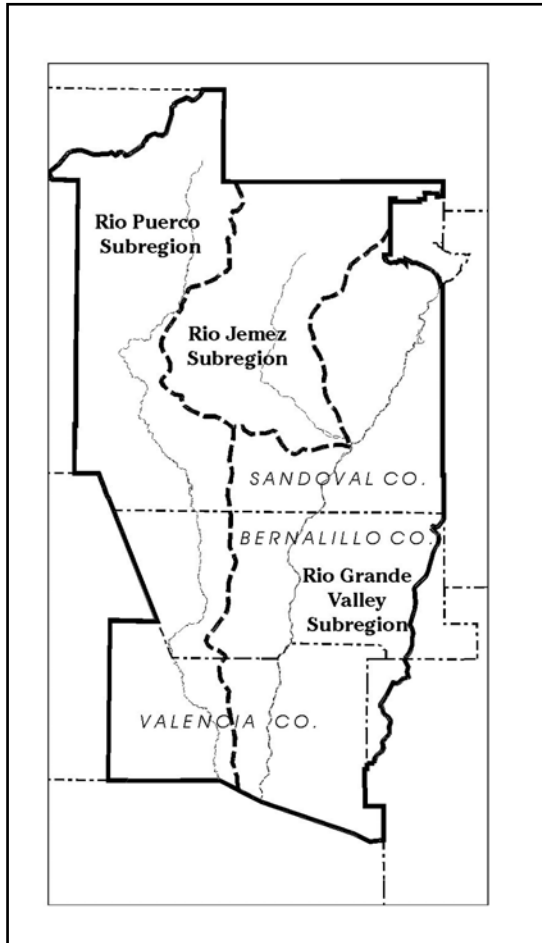 Rio Puerco
Subregion
Rio Jemez
Subregion
SANDOVAL CO.
BERNALILLO CO.
Rio Grande
Valley
Subregion
VALENCIA CO.